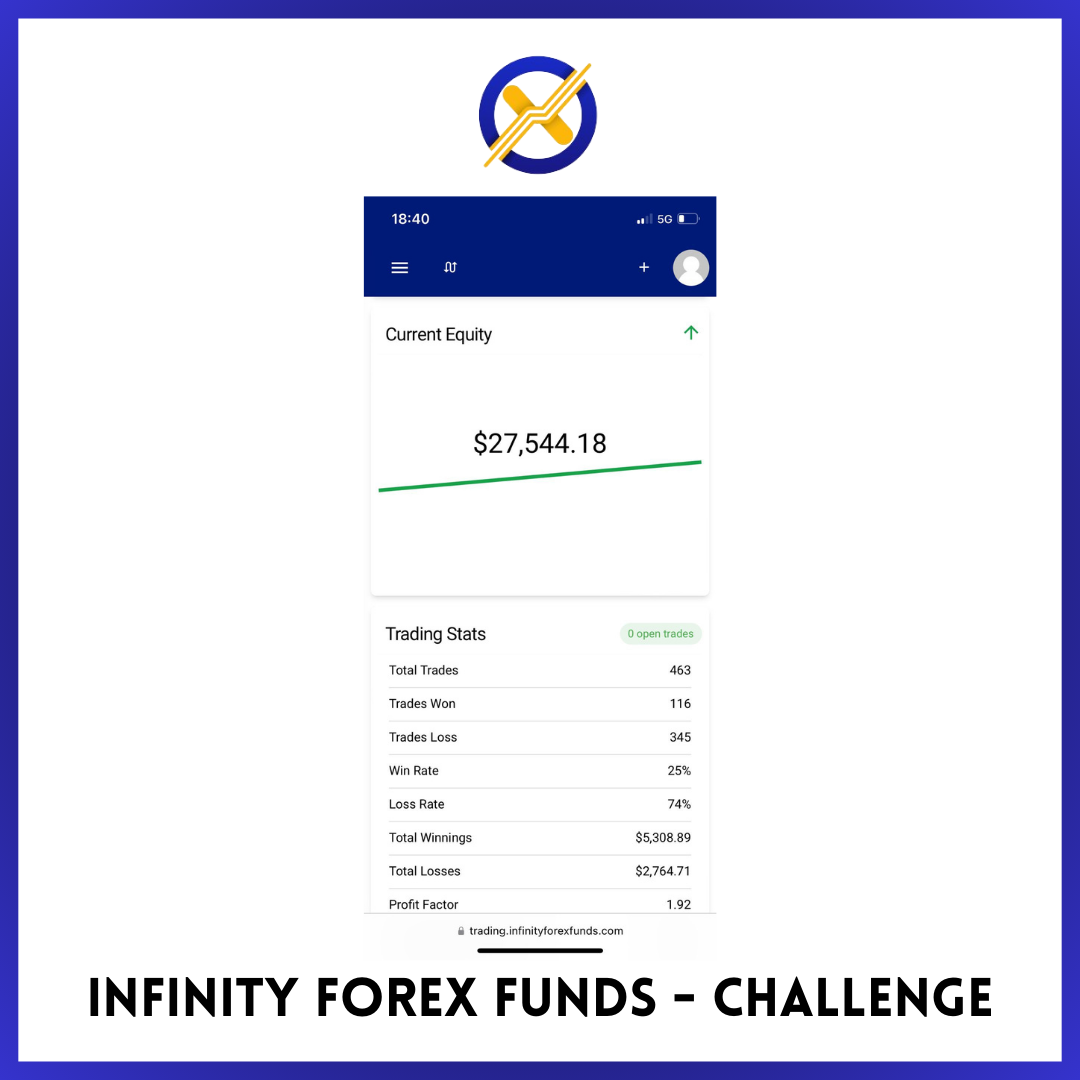 18:40 5G
Current Equity
$27,544.18
Trading Stats 0 open trades
Total Trades 463
Trades Won 116
Trades Loss 345
Win Rate 25%
Loss Rate 74%
Total Winnings $5,308.89
Total Losses $2,764.71
Profit Factor 1.92
trading.infinityforexfunds.com
INFINITY FOREX FUNDS - CHALLENGE